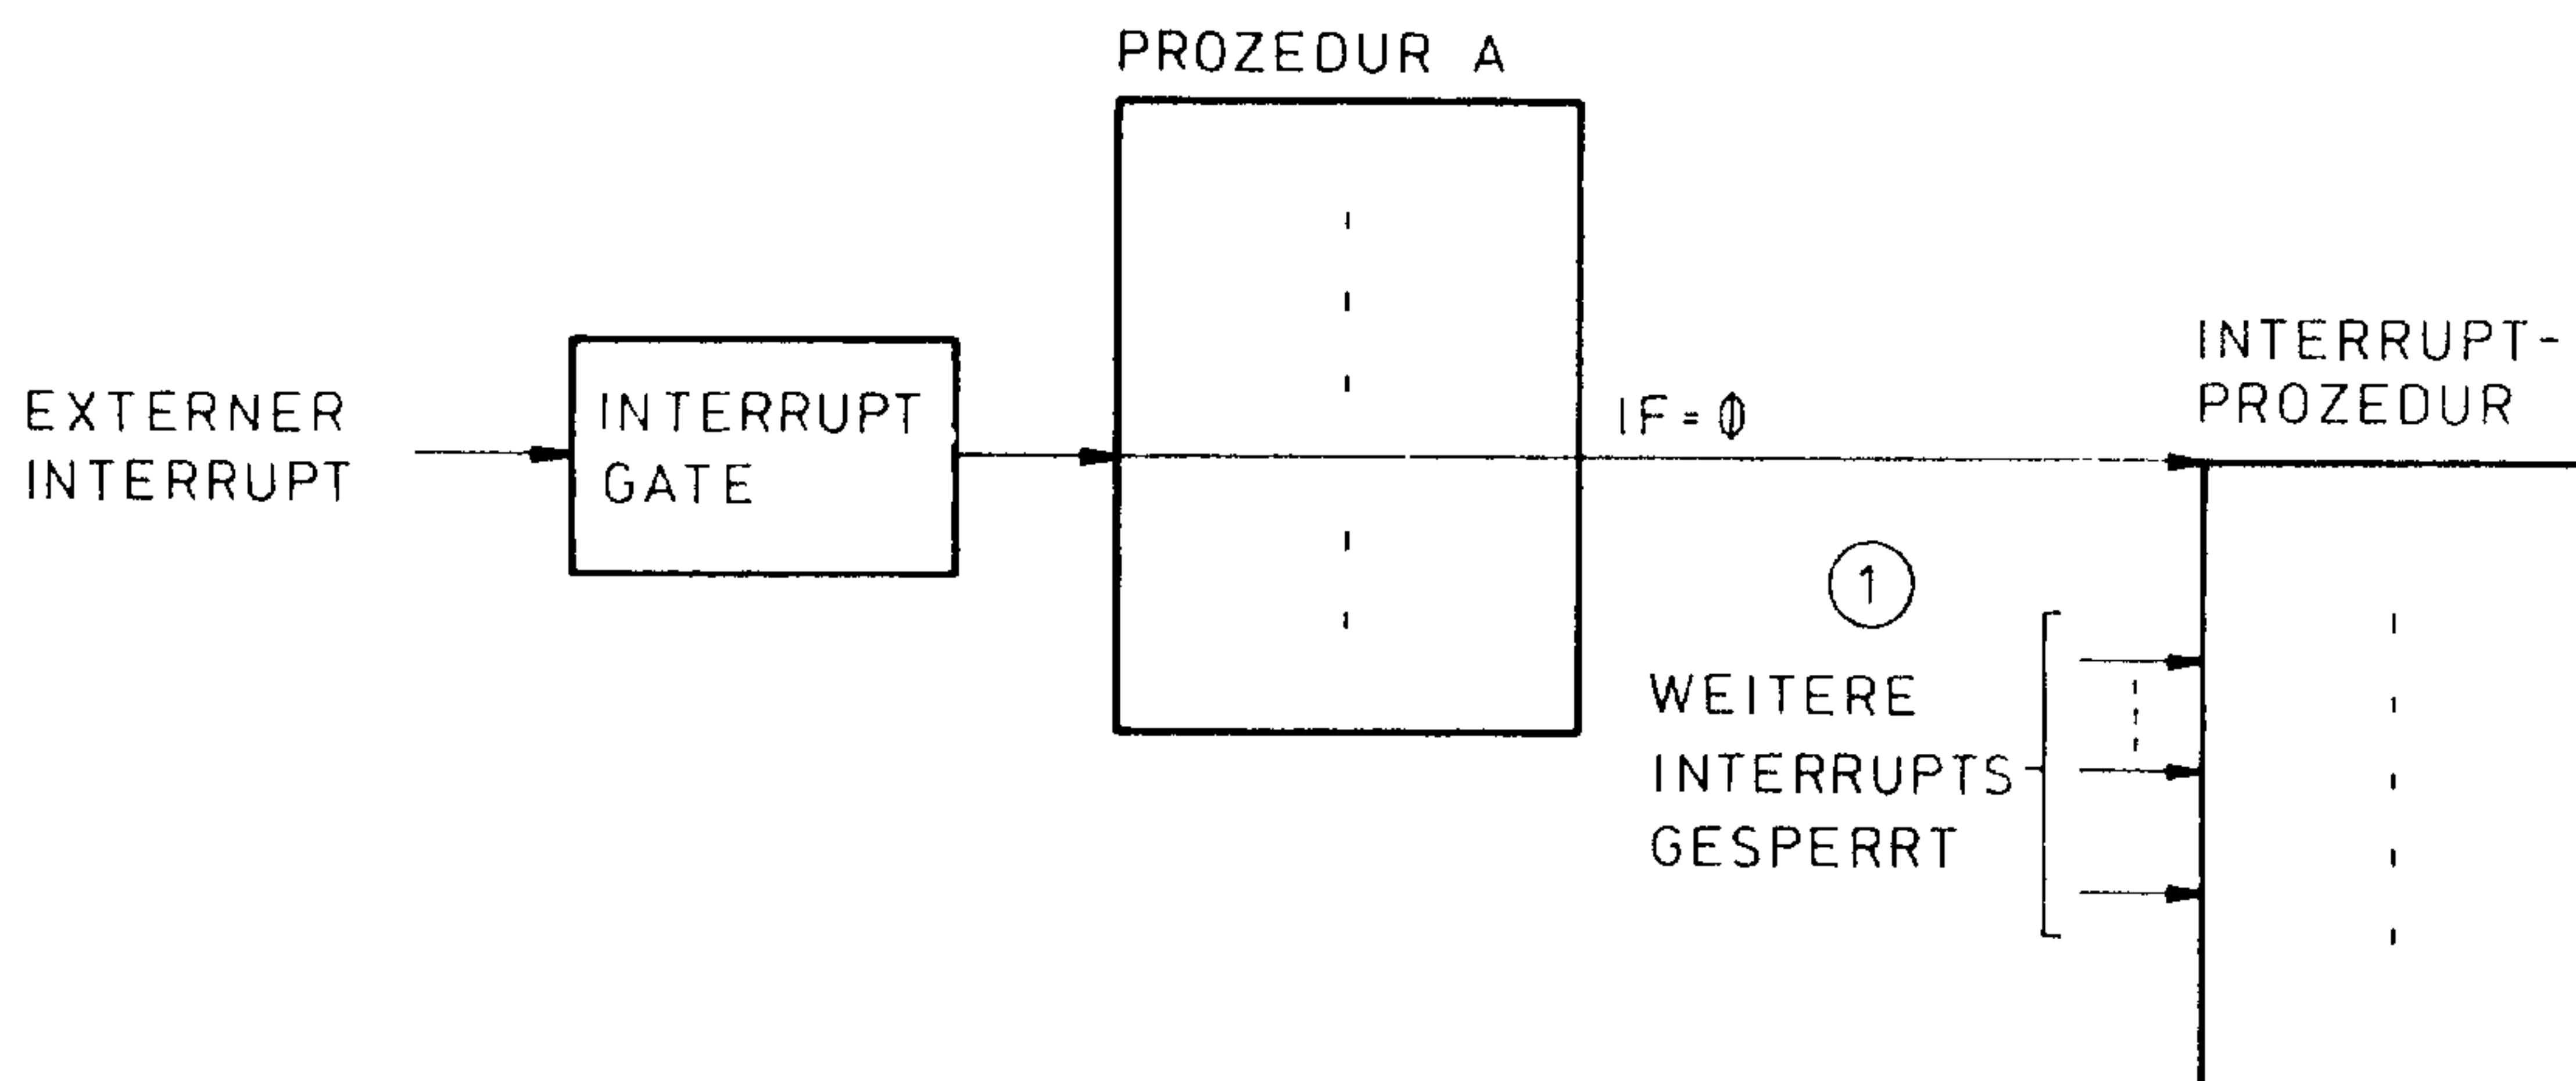 PROZEDUR A
EXTERNER
INTERRUPT
INTERRUPT
GATE
IF=0
INTERRUPT-
PROZEDUR
1
WEITERE
INTERRUPTS
GESPERRT